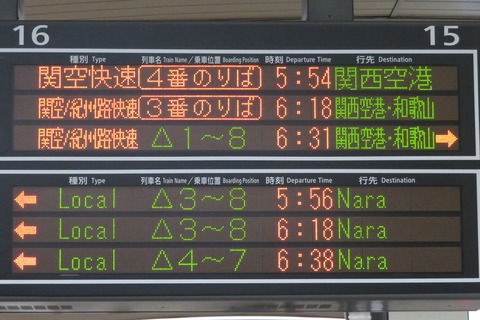 16 15
種別 Type 列車名 Train Name / 乗車位置 Boarding Position 時刻 Departure Time 行先 Destination
関空快速 4番のりば 5:54 関西空港
関空/紀州路快速 3番のりば 6:18 関西空港・和歌山
関空/紀州路快速 △1〜8 6:31 関西空港・和歌山 →
種別 Type 列車名 Train Name / 乗車位置 Boarding Position 時刻 Departure Time 行先 Destination
← Local △3〜8 5:56 Nara
← Local △3〜8 6:18 Nara
← Local △4〜7 6:38 Nara